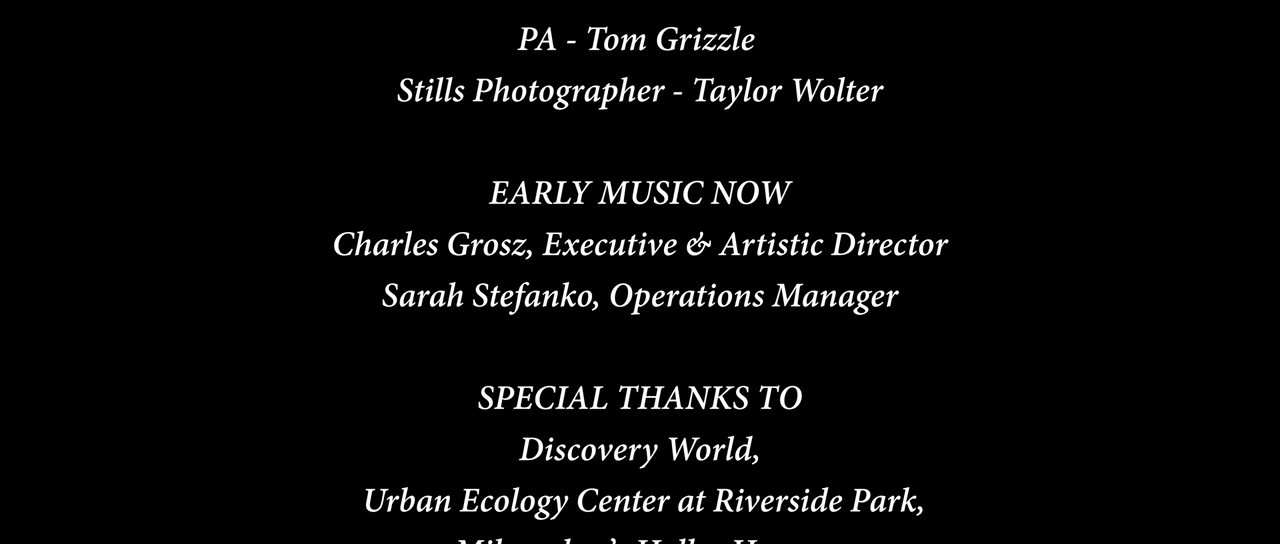 PA - Tom Grizzle
Stills Photographer - Taylor Wolter
EARLY MUSIC NOW
Charles Grosz, Executive & Artistic Director
Sarah Stefanko, Operations Manager
SPECIAL THANKS TO
Discovery World,
Urban Ecology Center at Riverside Park,